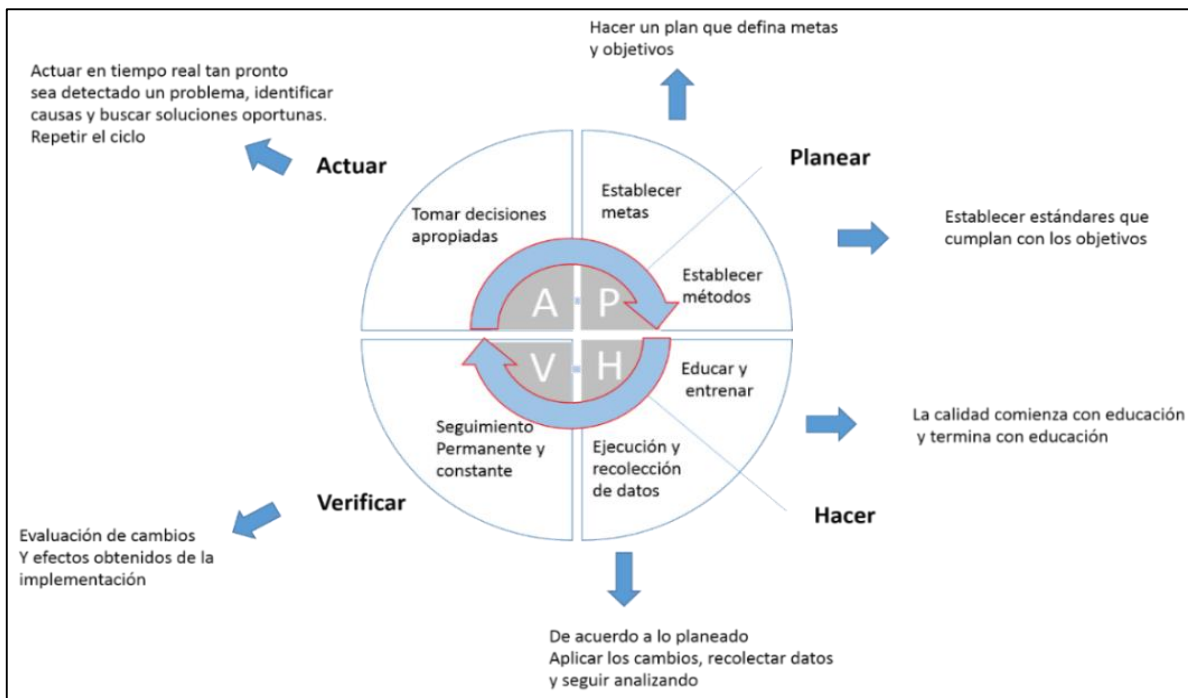 Hacer un plan que defina metas
y objetivos
Actuar en tiempo real tan pronto
sea detectado un problema, identificar
causas y buscar soluciones oportunas.
Repetir el ciclo
Actuar
Planear
Tomar decisiones
apropiadas
Establecer
metas
Establecer estándares que
cumplan con los objetivos
Establecer
métodos
A
P
V
H
Educar y
entrenar
La calidad comienza con educación
y termina con educación
Seguimiento
Permanente y
constante
Ejecución y
recolección
de datos
Verificar
Hacer
Evaluación de cambios
Y efectos obtenidos de la
implementación
De acuerdo a lo planeado
Aplicar los cambios, recolectar datos
y seguir analizando